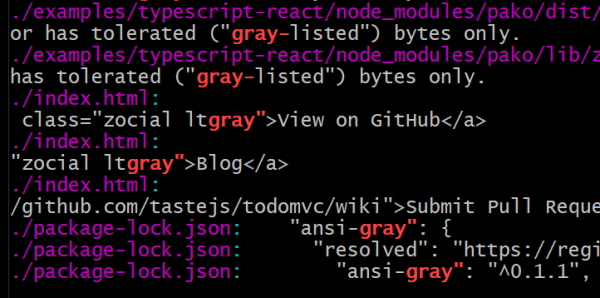 ./examples/typescript-react/node_modules/pako/dist/
or has tolerated ("gray-listed") bytes only.
./examples/typescript-react/node_modules/pako/lib/z
has tolerated ("gray-listed") bytes only.
./index.html:
class="zocial ltgray">View on GitHub</a>
./index.html:
"zocial ltgray">Blog</a>
./index.html:
/github.com/tastejs/todomvc/wiki">Submit Pull Reque
./package-lock.json:    "ansi-gray": {
./package-lock.json:      "resolved": "https://regi
./package-lock.json:        "ansi-gray": "^0.1.1",